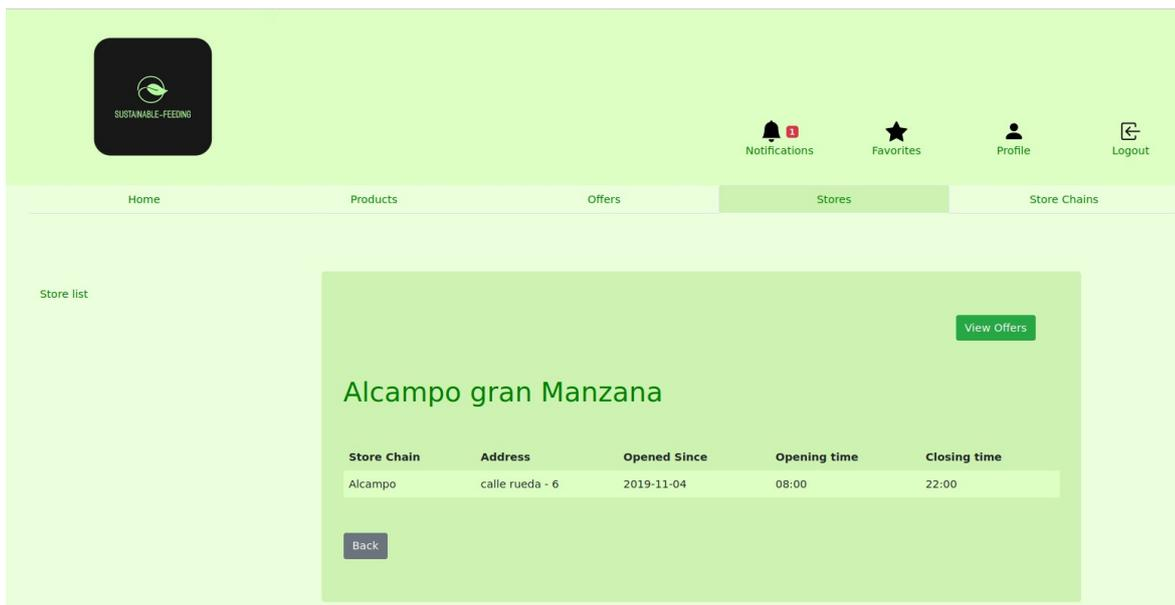 SUSTAINABLE-FEEDING
1
Notifications Favorites Profile Logout
Home Products Offers Stores Store Chains
Store list
View Offers
Alcampo gran Manzana
Store Chain Address Opened Since Opening time Closing time
Alcampo calle rueda - 6 2019-11-04 08:00 22:00
Back